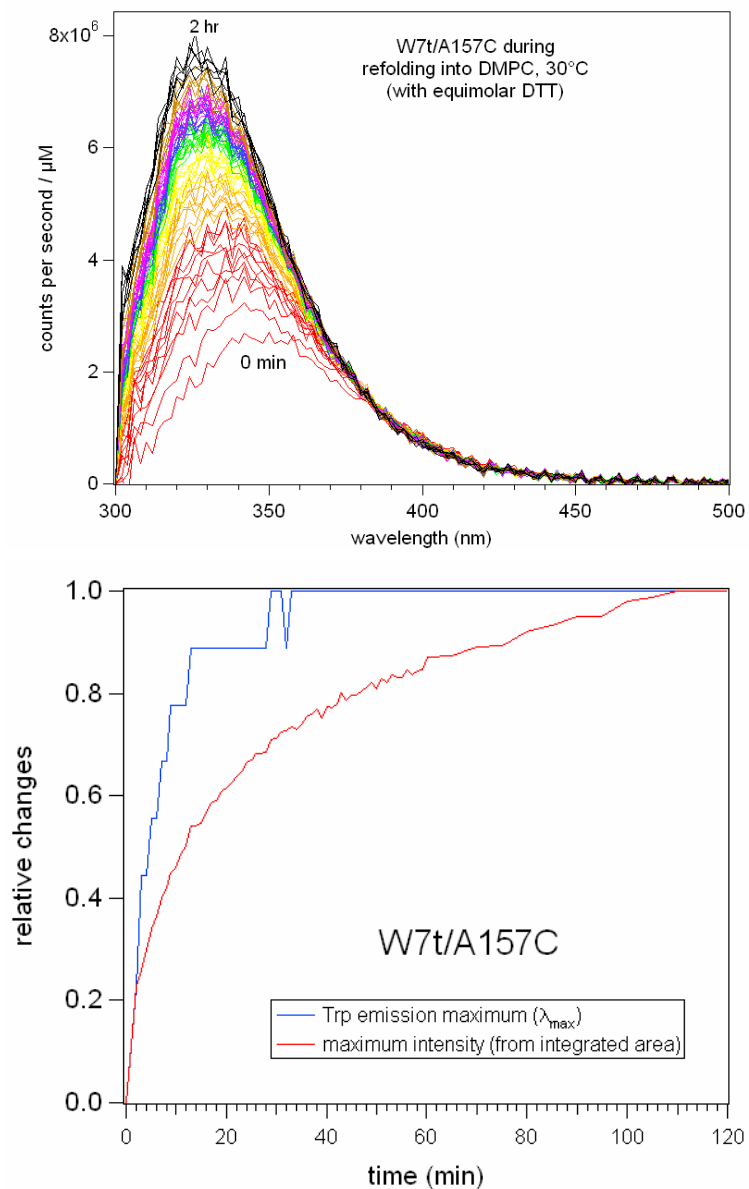 8x10⁶
2 hr
W7t/A157C during
refolding into DMPC, 30°C
(with equimolar DTT)
6
4
2
0
counts per second / µM
0 min
300
350
400
450
500
wavelength (nm)
1.0
0.8
0.6
0.4
0.2
0.0
relative changes
W7t/A157C
Trp emission maximum (λmax)
maximum intensity (from integrated area)
0
20
40
60
80
100
120
time (min)